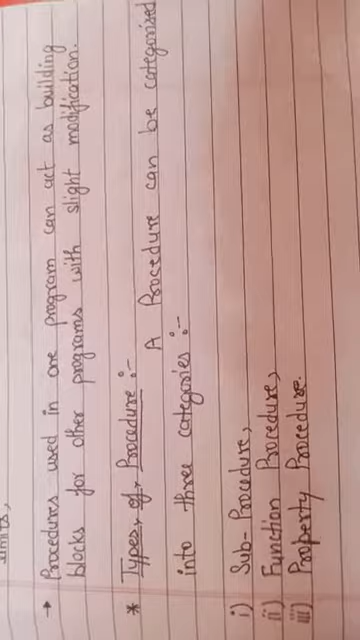 → Procedures used in one program can act as building
blocks for other programs with slight modification.
* Types of Procedure :-
A Procedure can be categorized
into three categories :-
i) Sub-Procedure,
ii) Function Procedure,
iii) Property Procedure.